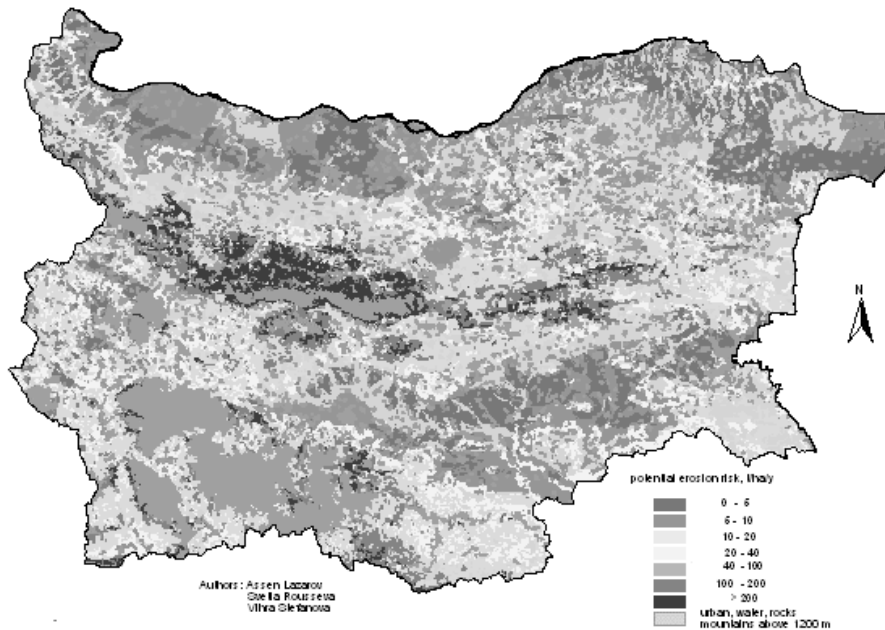 N
potential erosion risk, t/ha/y
0 - 5
5 - 10
10 - 20
20 - 40
40 - 100
100 - 200
> 200
urban, water, rocks
mountains above 1200 m
Authors: Assen Lazarov
Svetla Rousseva
Vihra Stefanova